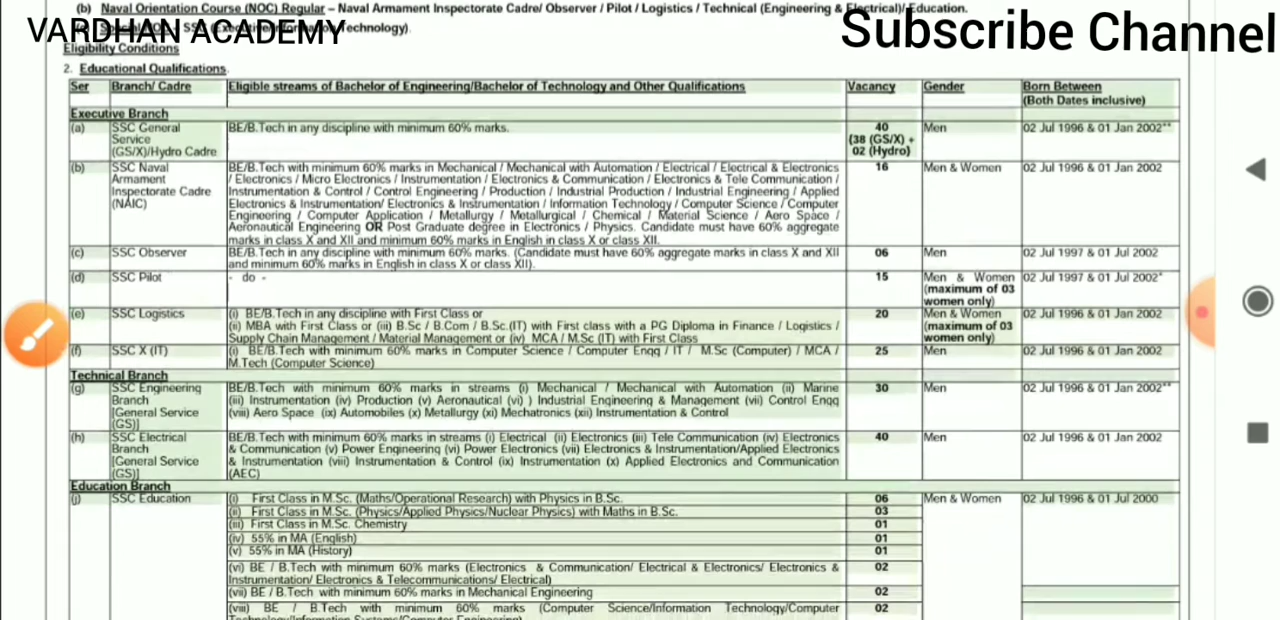 (b) Naval Orientation Course (NOC) Regular – Naval Armament Inspectorate Cadre/ Observer / Pilot / Logistics / Technical (Engineering & Electrical)/ Education.
VARDHAN ACADEMY
Subscribe Channel
Eligibility Conditions
2. Educational Qualifications.
Ser Branch/ Cadre Eligible streams of Bachelor of Engineering/Bachelor of Technology and Other Qualifications Vacancy Gender Born Between
(Both Dates inclusive)
Executive Branch
(a) SSC General BE/B.Tech in any discipline with minimum 60% marks. 40 Men 02 Jul 1996 & 01 Jan 2002**
Service (38 (GS/X) +
(GS/X)/Hydro Cadre 02 (Hydro)
(b) SSC Naval BE/B.Tech with minimum 60% marks in Mechanical / Mechanical with Automation / Electrical / Electrical & Electronics 16 Men & Women 02 Jul 1996 & 01 Jan 2002
Armament / Electronics / Micro Electronics / Instrumentation / Electronics & Communication / Electronics & Tele Communication /
Inspectorate Cadre Instrumentation & Control / Control Engineering / Production / Industrial Production / Industrial Engineering / Applied
(NAIC) Electronics & Instrumentation/ Electronics & Instrumentation / Information Technology / Computer Science / Computer
Engineering / Computer Application / Metallurgy / Metallurgical / Chemical / Material Science / Aero Space /
Aeronautical Engineering OR Post Graduate degree in Electronics / Physics. Candidate must have 60% aggregate
marks in class X and XII and minimum 60% marks in English in class X or class XII.
(c) SSC Observer BE/B.Tech in any discipline with minimum 60% marks. (Candidate must have 60% aggregate marks in class X and XII 06 Men 02 Jul 1997 & 01 Jul 2002
and minimum 60% marks in English in class X or class XII).
(d) SSC Pilot - do - 15 Men & Women 02 Jul 1997 & 01 Jul 2002*
(maximum of 03
women only)
(e) SSC Logistics (i) BE/B.Tech in any discipline with First Class or 20 Men & Women 02 Jul 1996 & 01 Jan 2002
(ii) MBA with First Class or (iii) B.Sc / B.Com / B.Sc.(IT) with First class with a PG Diploma in Finance / Logistics / (maximum of 03
Supply Chain Management / Material Management or (iv) MCA / M.Sc (IT) with First Class women only)
(f) SSC X (IT) (i) BE/B.Tech with minimum 60% marks in Computer Science / Computer Engg / IT / M.Sc (Computer) / MCA / 25 Men 02 Jul 1996 & 01 Jan 2002
M.Tech (Computer Science)
Technical Branch
(g) SSC Engineering BE/B.Tech with minimum 60% marks in streams (i) Mechanical / Mechanical with Automation (ii) Marine 30 Men 02 Jul 1996 & 01 Jan 2002**
Branch (iii) Instrumentation (iv) Production (v) Aeronautical (vi) ) Industrial Engineering & Management (vii) Control Engg
[General Service (viii) Aero Space (ix) Automobiles (x) Metallurgy (xi) Mechatronics (xii) Instrumentation & Control
(GS)]
(h) SSC Electrical BE/B.Tech with minimum 60% marks in streams (i) Electrical (ii) Electronics (iii) Tele Communication (iv) Electronics 40 Men 02 Jul 1996 & 01 Jan 2002
Branch & Communication (v) Power Engineering (vi) Power Electronics (vii) Electronics & Instrumentation/Applied Electronics
[General Service & Instrumentation (viii) Instrumentation & Control (ix) Instrumentation (x) Applied Electronics and Communication
(GS)] (AEC)
Education Branch
(j) SSC Education (i) First Class in M.Sc. (Maths/Operational Research) with Physics in B.Sc. 06 Men & Women 02 Jul 1996 & 01 Jul 2000
(ii) First Class in M.Sc. (Physics/Applied Physics/Nuclear Physics) with Maths in B.Sc. 03
(iii) First Class in M.Sc. Chemistry 01
(iv) 55% in MA (English) 01
(v) 55% in MA (History) 01
(vi) BE / B.Tech with minimum 60% marks (Electronics & Communication/ Electrical & Electronics/ Electronics & 02
Instrumentation/ Electronics & Telecommunications/ Electrical)
(vii) BE / B.Tech with minimum 60% marks in Mechanical Engineering 02
(viii) BE / B.Tech with minimum 60% marks (Computer Science/Information Technology/Computer 02